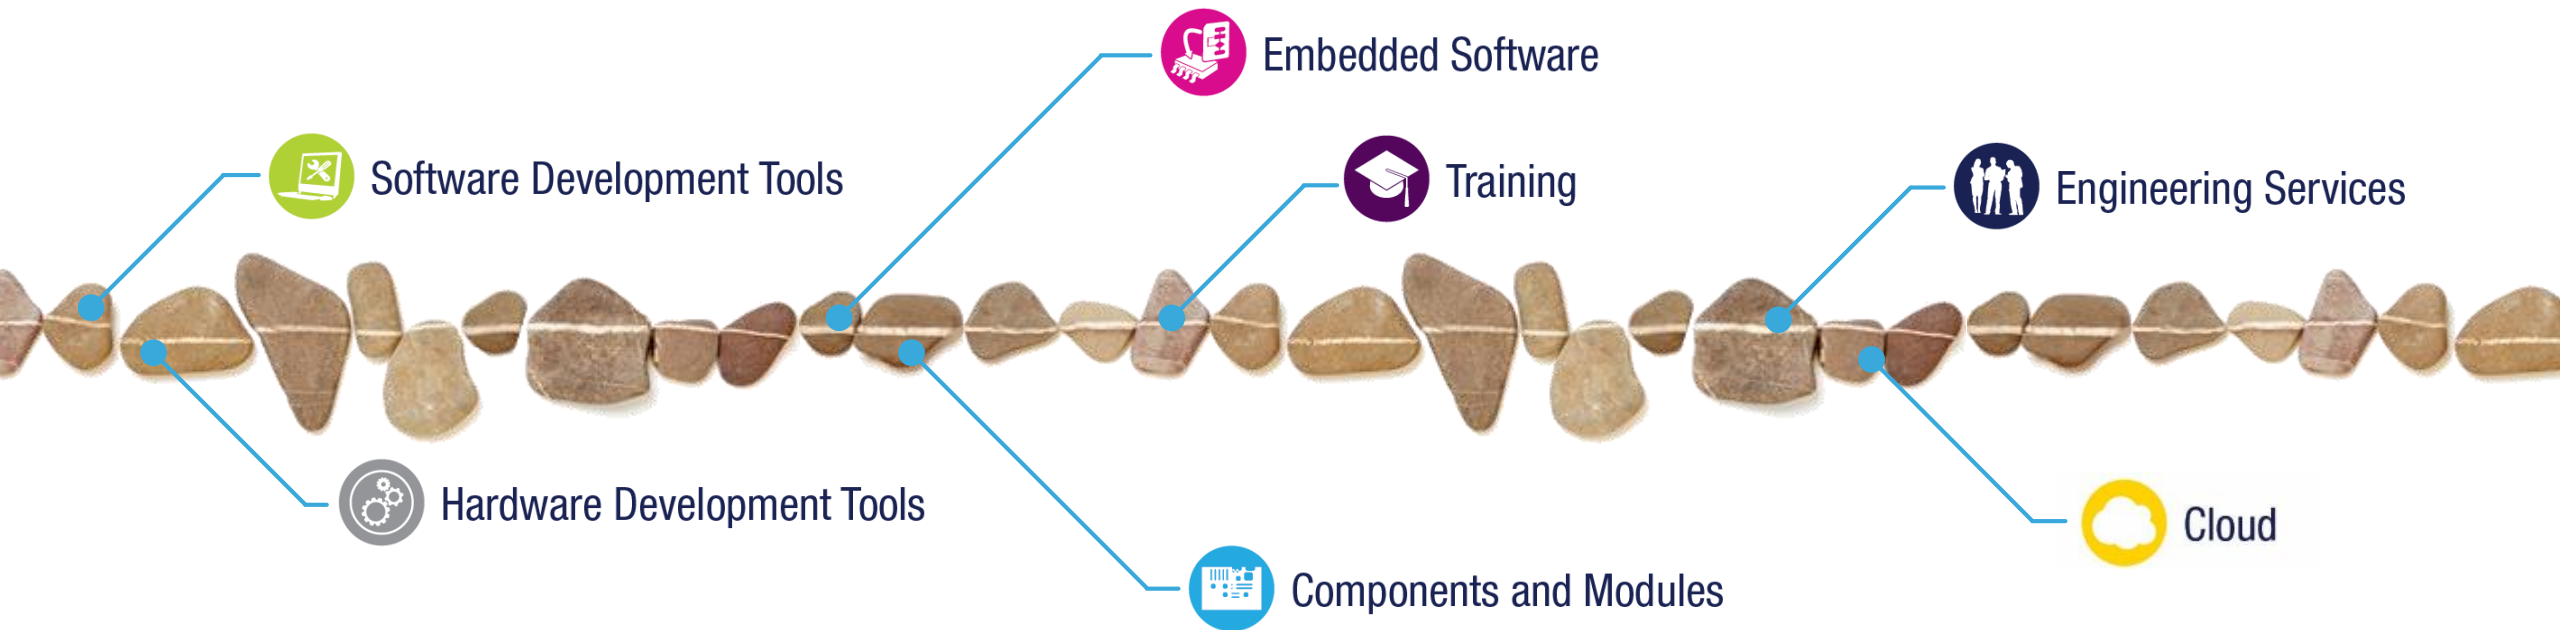 Embedded Software
Software Development Tools
Training
Engineering Services
Hardware Development Tools
Cloud
Components and Modules